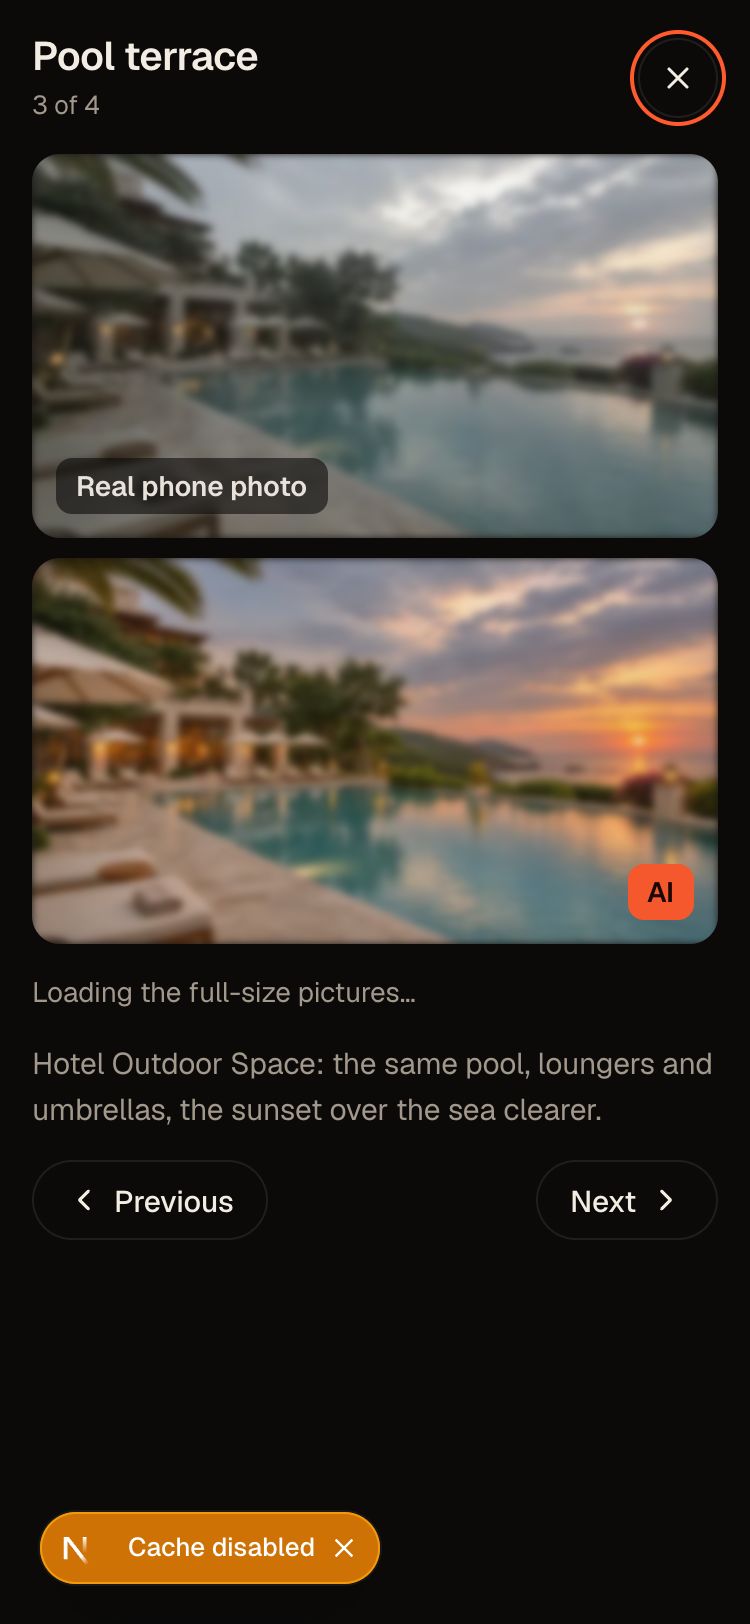 Pool terrace
3 of 4
Real phone photo
AI
Loading the full-size pictures…
Hotel Outdoor Space: the same pool, loungers and
umbrellas, the sunset over the sea clearer.
Previous
Next
N Cache disabled